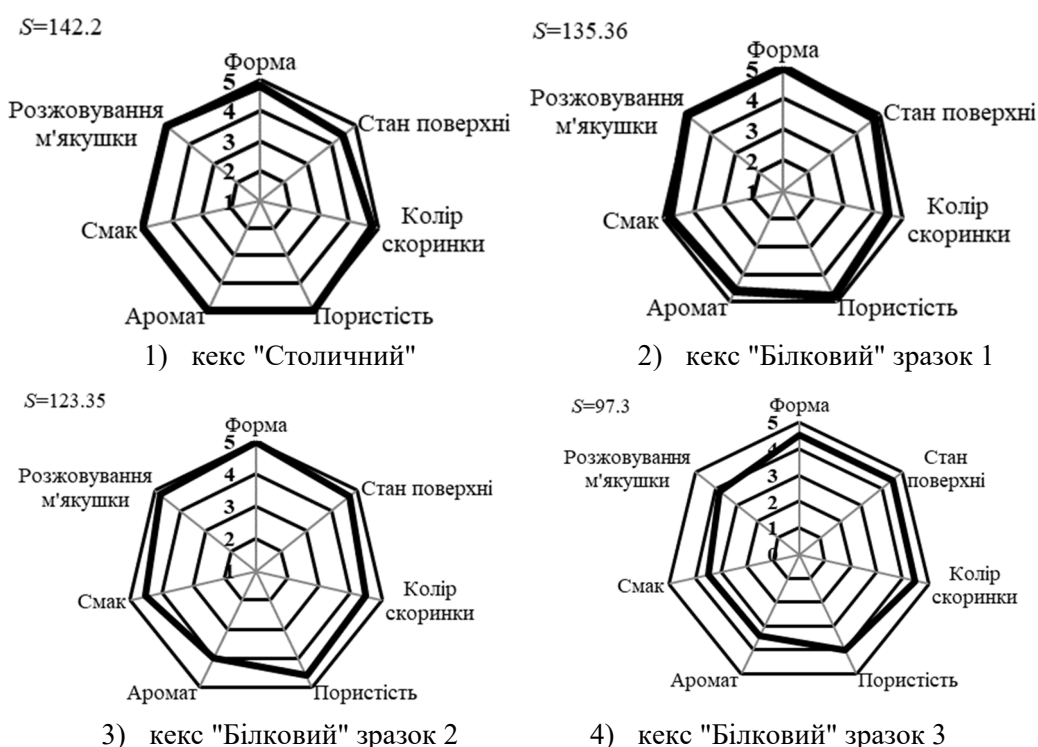 S=142.2
Форма
5
4
3
2
1
Розжовування
м'якушки
Стан поверхні
Смак
Колір
скоринки
Аромат
Пористість
1) кекс "Столичний"
S=135.36
Форма
5
4
3
2
1
Розжовування
м'якушки
Стан поверхні
Смак
Колір
скоринки
Аромат
Пористість
2) кекс "Білковий" зразок 1
S=123.35
Форма
5
4
3
2
1
Розжовування
м'якушки
Стан поверхні
Смак
Колір
скоринки
Аромат
Пористість
3) кекс "Білковий" зразок 2
S=97.3
Форма
5
4
3
2
1
0
Розжовування
м'якушки
Стан
поверхні
Смак
Колір
скоринки
Аромат
Пористість
4) кекс "Білковий" зразок 3